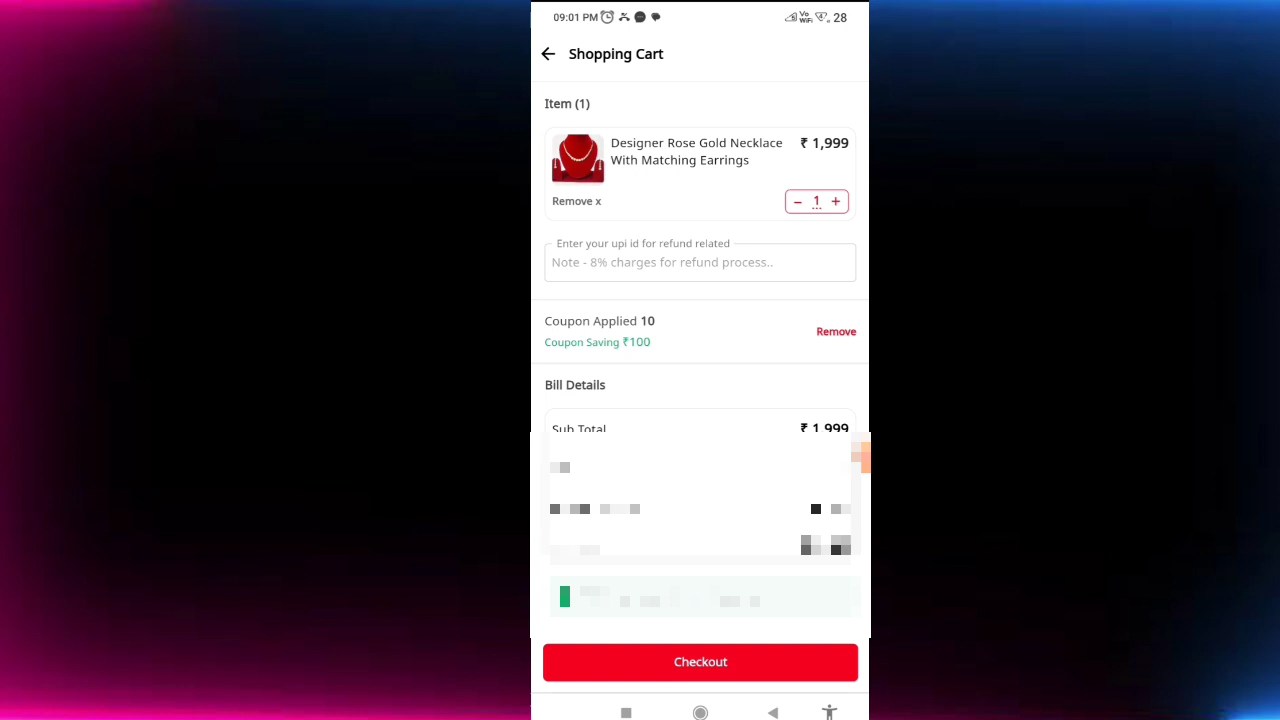 09:01 PM
Vo WiFi 28
Shopping Cart
Item (1)
Designer Rose Gold Necklace ₹ 1,999
With Matching Earrings
Remove x
– 1 +
Enter your upi id for refund related
Note - 8% charges for refund process..
Coupon Applied 10
Remove
Coupon Saving ₹100
Bill Details
Sub Total ₹ 1,999
Checkout